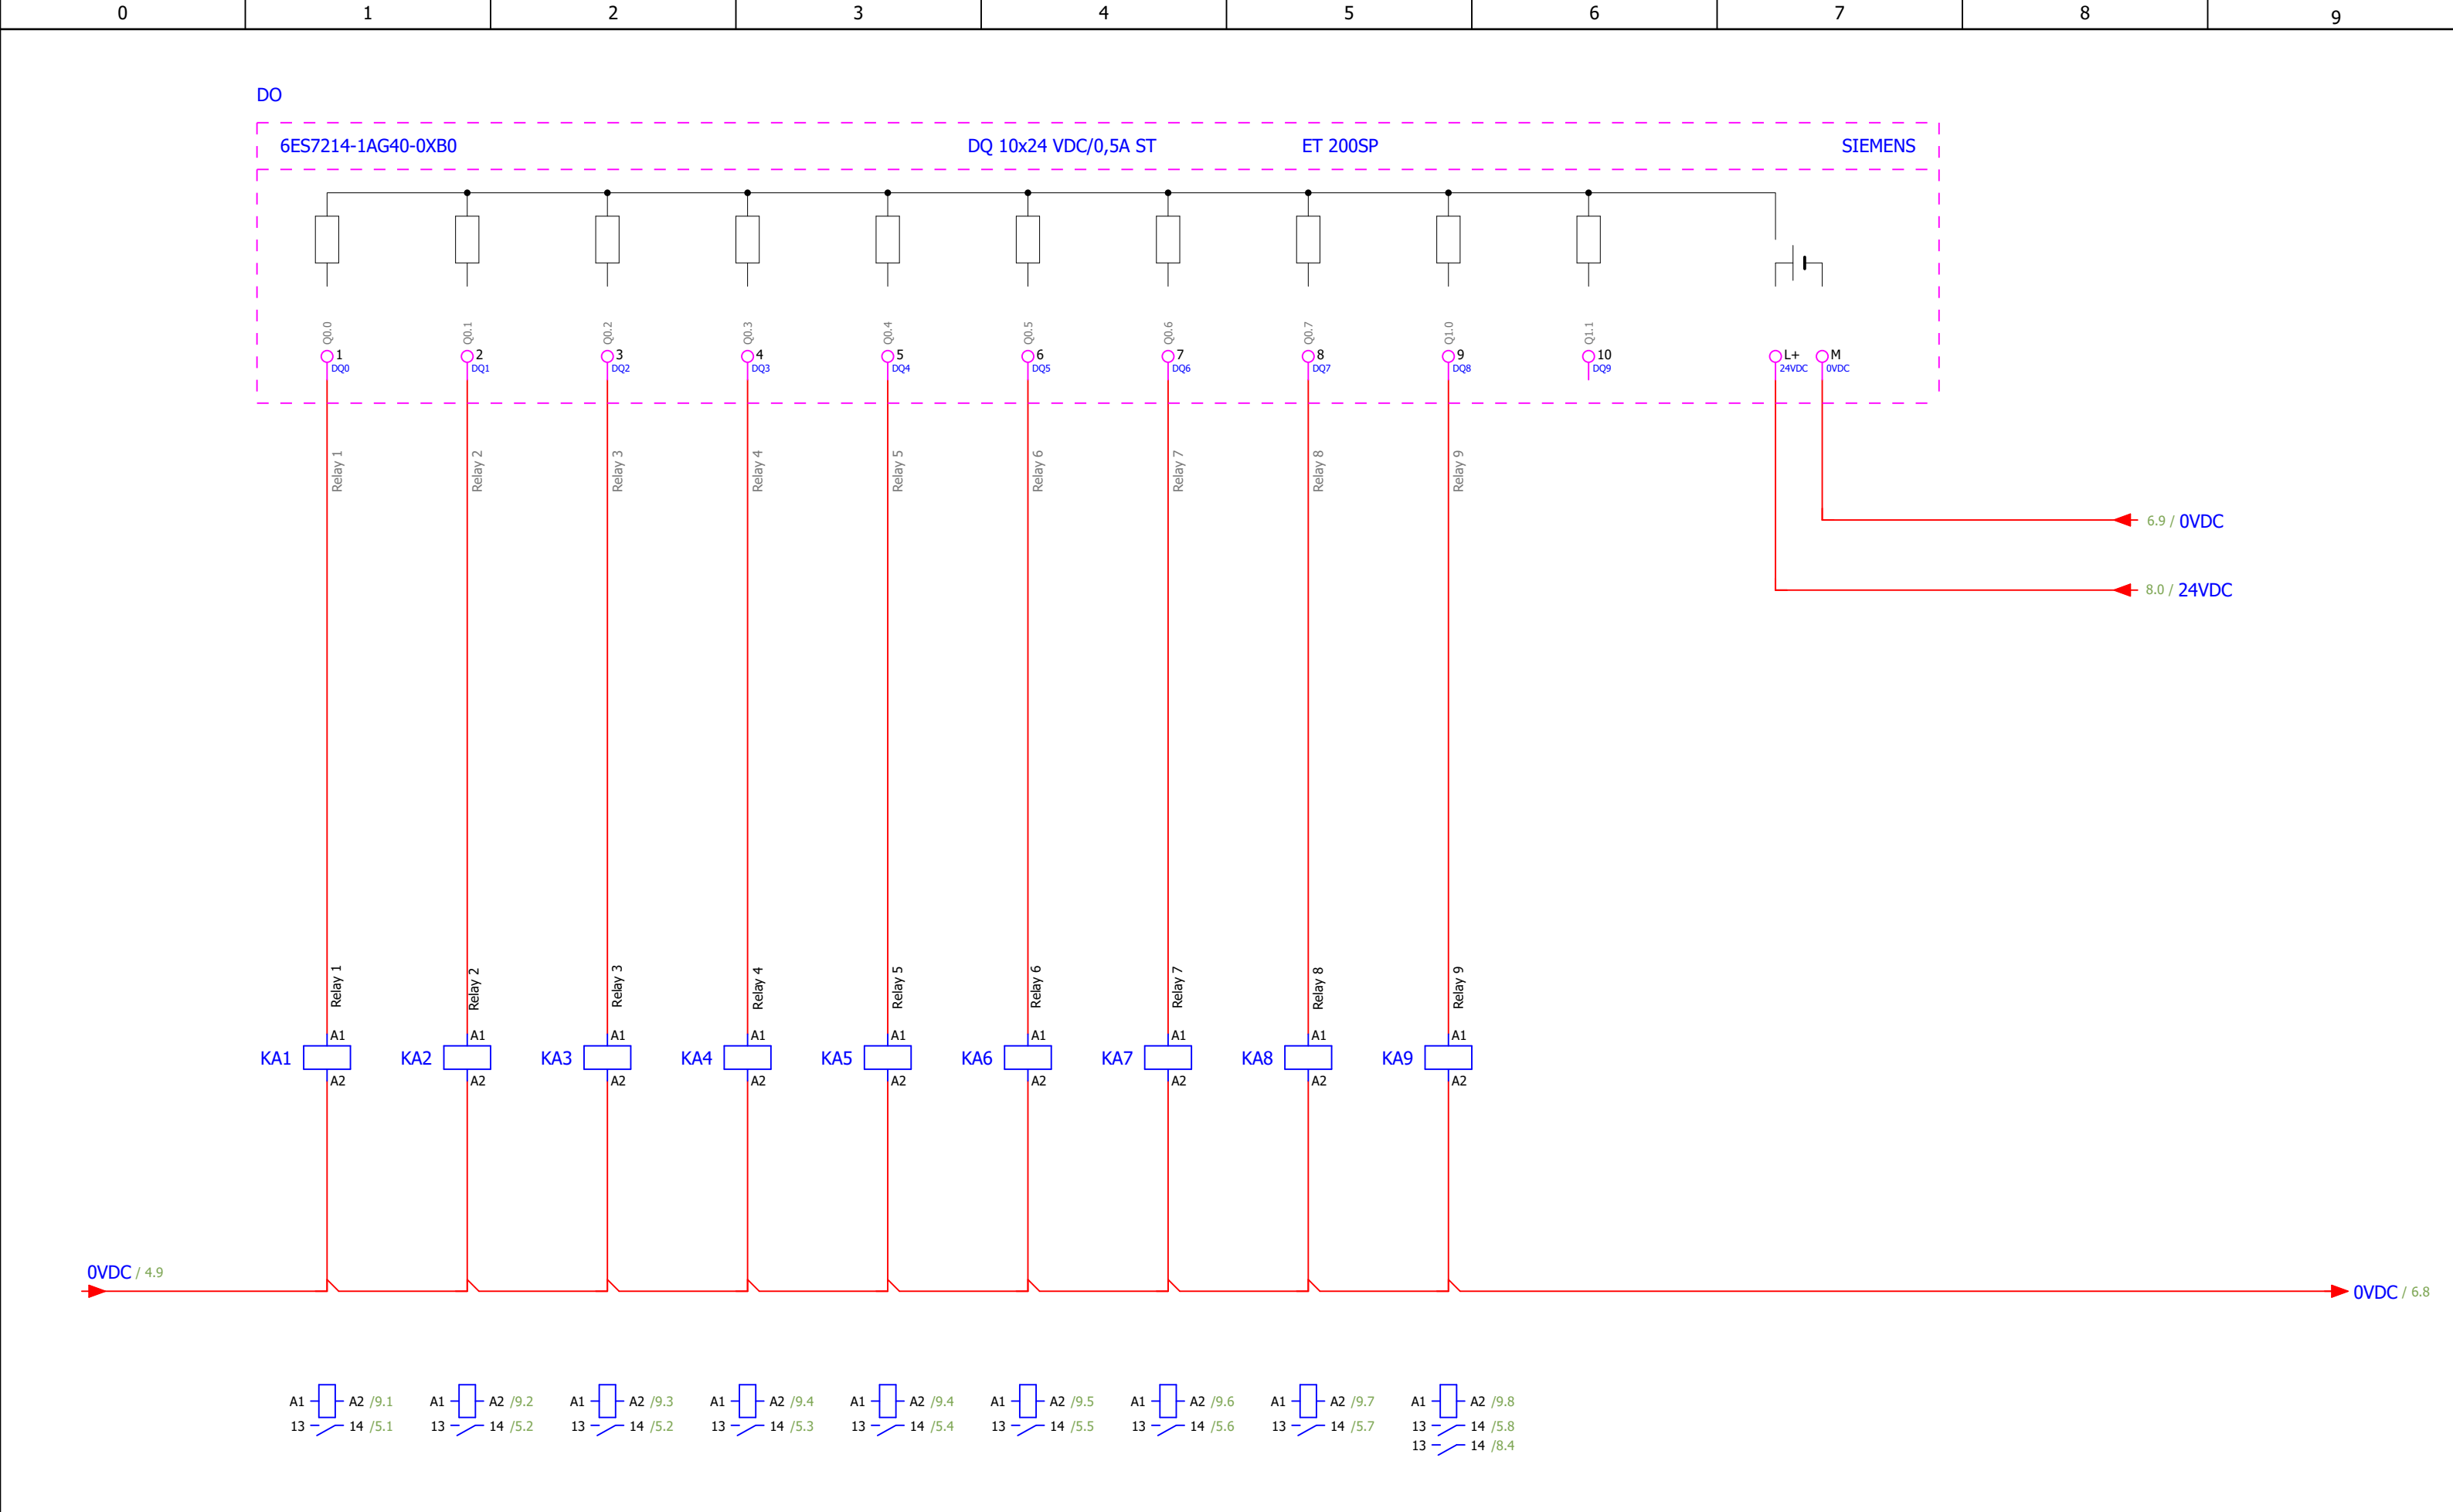 0 1 2 3 4 5 6 7 8 9
DO
6ES7214-1AG40-0XB0 DQ 10x24 VDC/0,5A ST ET 200SP SIEMENS
Q0.0 Q0.1 Q0.2 Q0.3 Q0.4 Q0.5 Q0.6 Q0.7 Q1.0 Q1.1
1 2 3 4 5 6 7 8 9 10 L+ M
DQ0 DQ1 DQ2 DQ3 DQ4 DQ5 DQ6 DQ7 DQ8 DQ9 24VDC 0VDC
Relay 1 Relay 2 Relay 3 Relay 4 Relay 5 Relay 6 Relay 7 Relay 8 Relay 9
6.9 / 0VDC
8.0 / 24VDC
Relay 1 Relay 2 Relay 3 Relay 4 Relay 5 Relay 6 Relay 7 Relay 8 Relay 9
A1 A1 A1 A1 A1 A1 A1 A1 A1
KA1 KA2 KA3 KA4 KA5 KA6 KA7 KA8 KA9
A2 A2 A2 A2 A2 A2 A2 A2 A2
0VDC / 4.9
0VDC / 6.8
A1 A2 /9.1 A1 A2 /9.2 A1 A2 /9.3 A1 A2 /9.4 A1 A2 /9.4 A1 A2 /9.5 A1 A2 /9.6 A1 A2 /9.7 A1 A2 /9.8
13 14 /5.1 13 14 /5.2 13 14 /5.2 13 14 /5.3 13 14 /5.4 13 14 /5.5 13 14 /5.6 13 14 /5.7 13 14 /5.8
13 14 /8.4